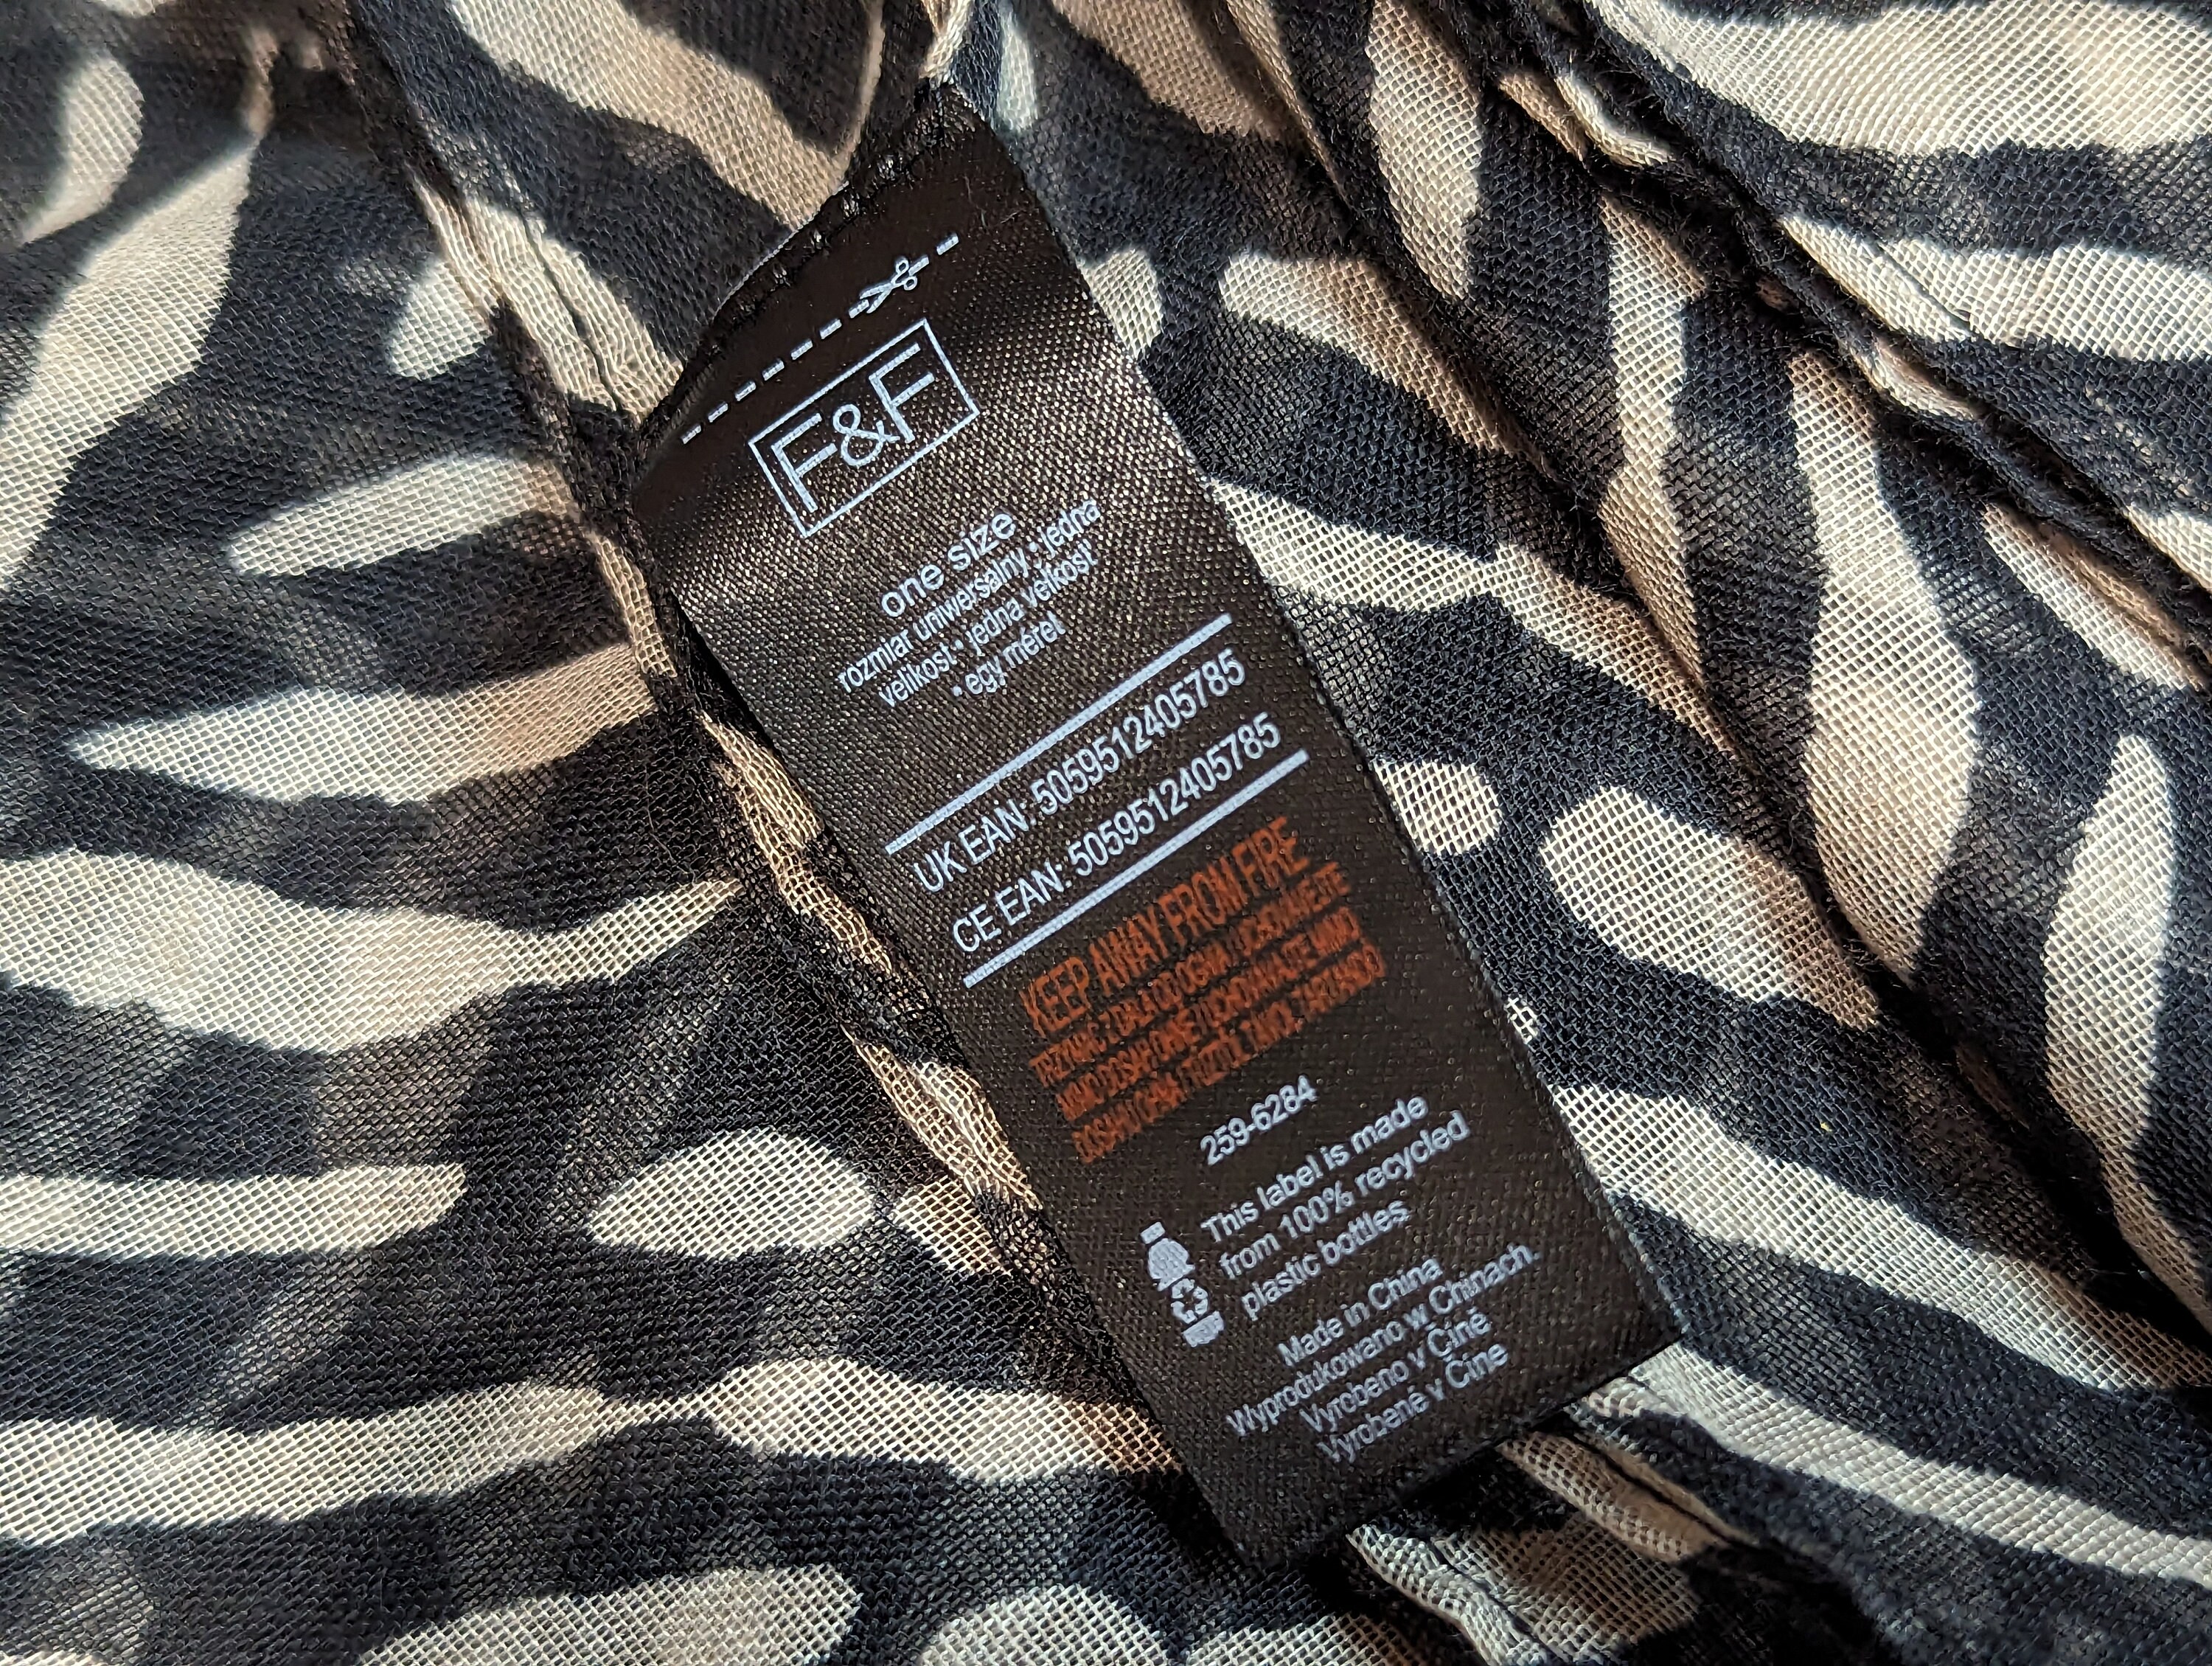 F&F
one size
rozmiar uniwersalny • jedna
velikost • jedna veľkosť
• egy méret
UK EAN: 5059512405785
CE EAN: 5059512405785
KEEP AWAY FROM FIRE
259-6284
This label is made
from 100% recycled
plastic bottles
Made in China
Wyprodukowano w Chinach.
Vyrobeno v Číně
Vyrobené v Číne